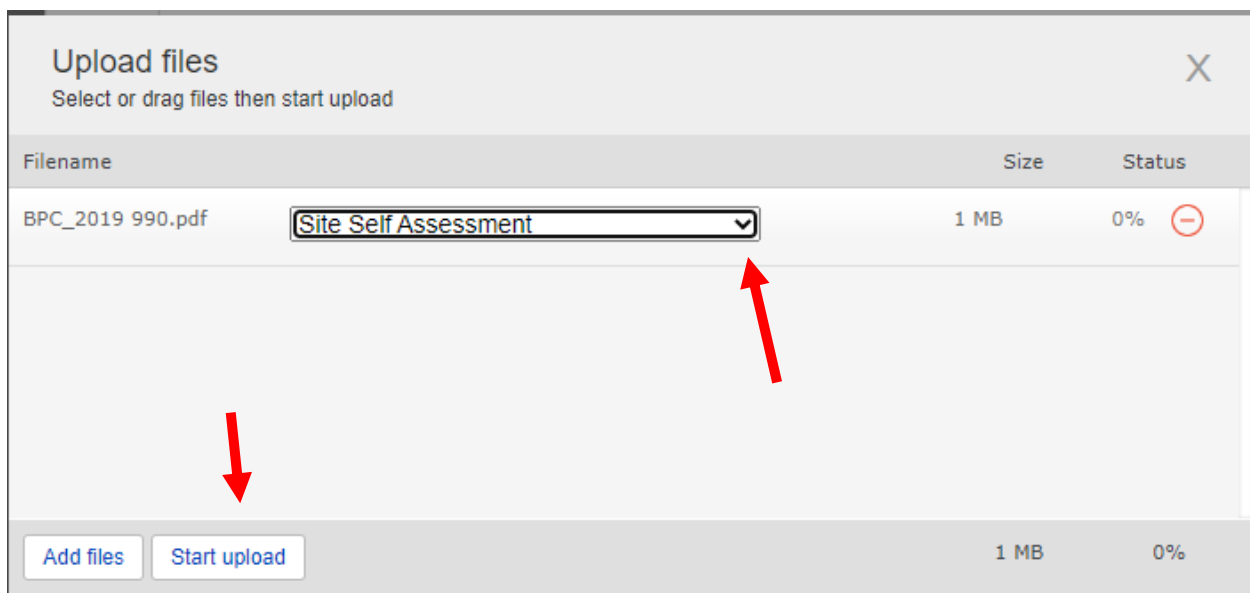 Upload files
X
Select or drag files then start upload
Filename Size Status
BPC_2019 990.pdf Site Self Assessment 1 MB 0%
Add files Start upload 1 MB 0%